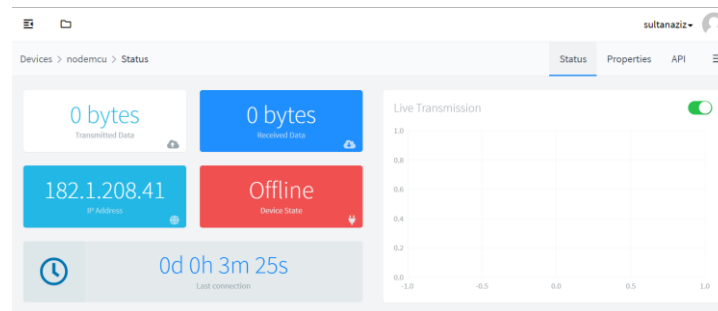 sultanaziz
Devices > nodemcu > Status
Status Properties API
0 bytes
Transmitted Data
0 bytes
Received Data
182.1.208.41
IP Address
Offline
Device State
0d 0h 3m 25s
Last connection
Live Transmission
1.0
0.8
0.6
0.4
0.2
0.0
-1.0 -0.5 0.0 0.5 1.0